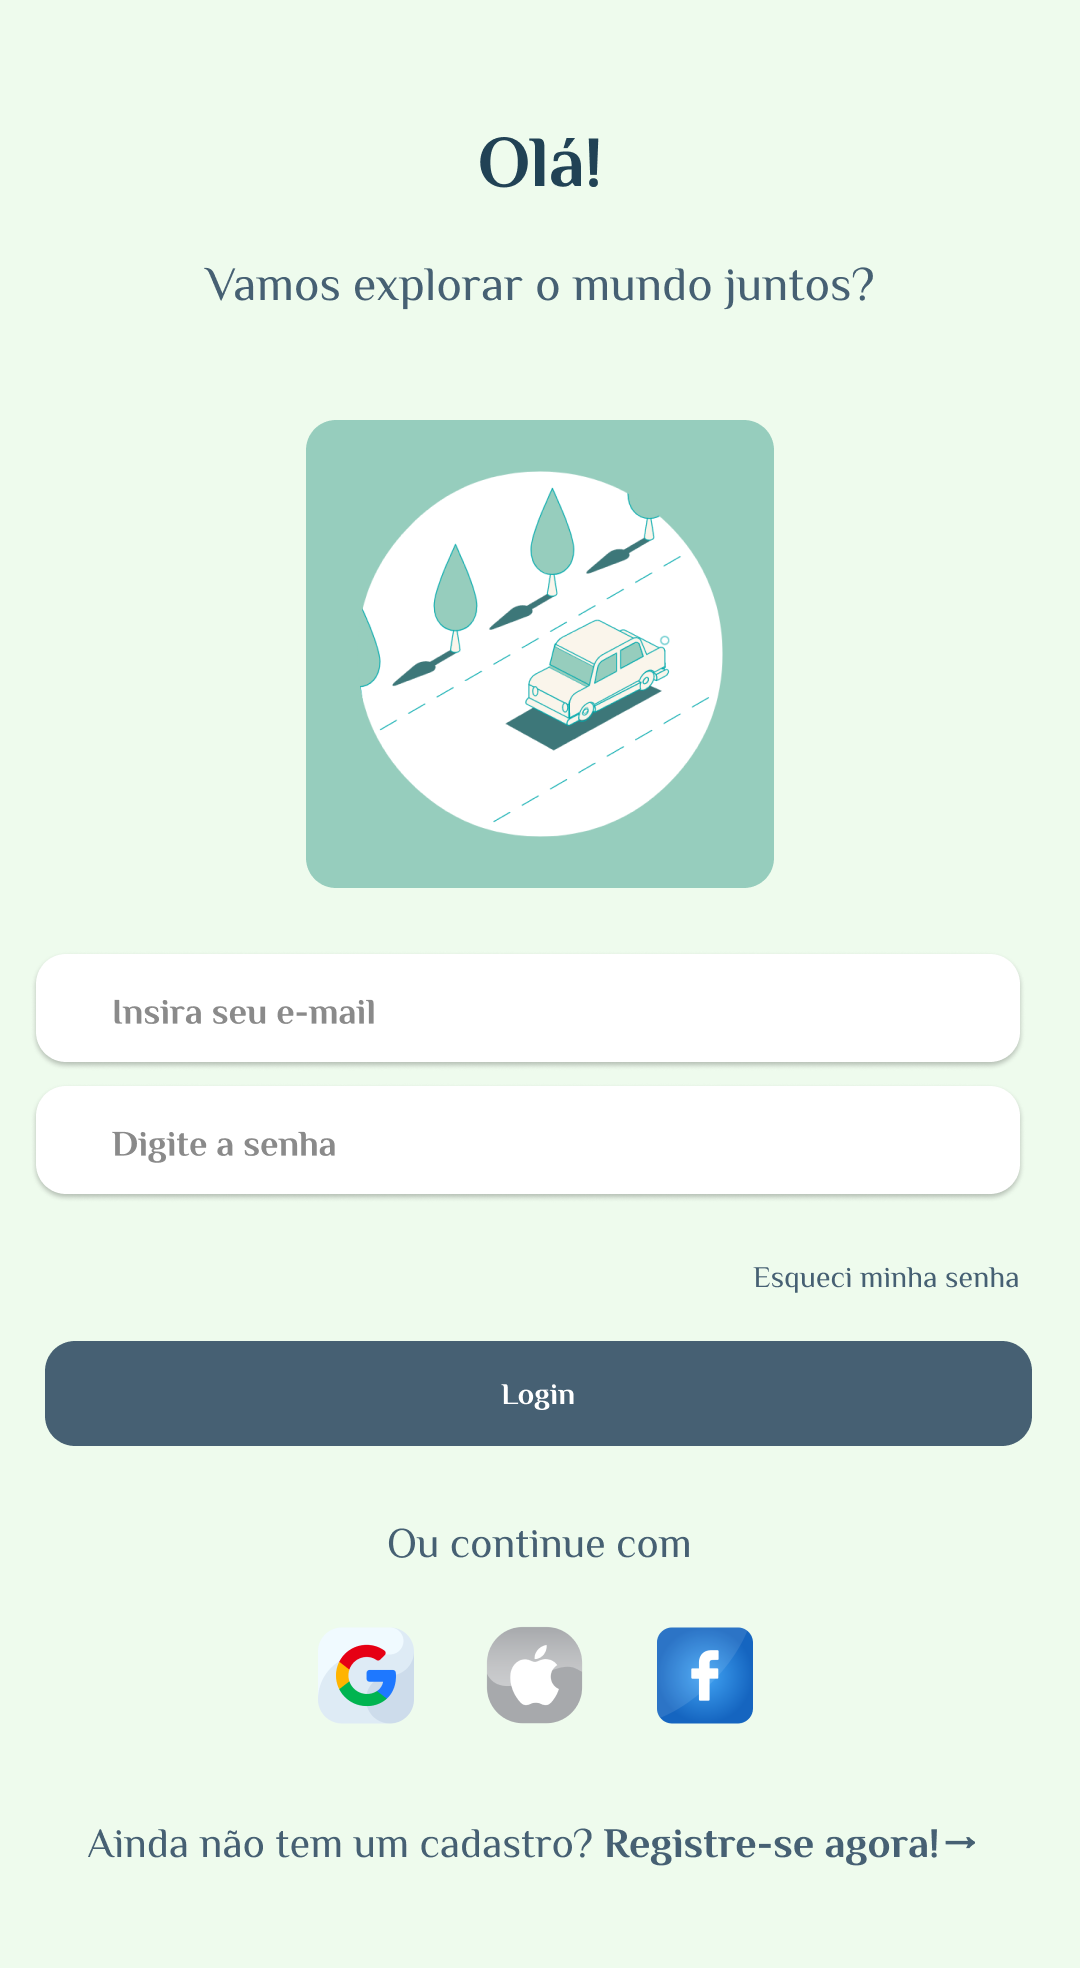 Olá!
Vamos explorar o mundo juntos?
Insira seu e-mail
Digite a senha
Esqueci minha senha
Login
Ou continue com
Ainda não tem um cadastro? Registre-se agora!→